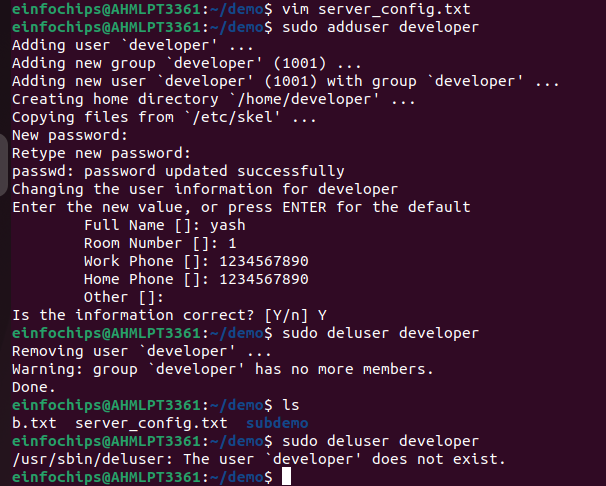 einfochips@AHMLPT3361:~/demo$ vim server_config.txt
einfochips@AHMLPT3361:~/demo$ sudo adduser developer
Adding user `developer' ...
Adding new group `developer' (1001) ...
Adding new user `developer' (1001) with group `developer' ...
Creating home directory `/home/developer' ...
Copying files from `/etc/skel' ...
New password:
Retype new password:
passwd: password updated successfully
Changing the user information for developer
Enter the new value, or press ENTER for the default
Full Name []: yash
Room Number []: 1
Work Phone []: 1234567890
Home Phone []: 1234567890
Other []:
Is the information correct? [Y/n] Y
einfochips@AHMLPT3361:~/demo$ sudo deluser developer
Removing user `developer' ...
Warning: group `developer' has no more members.
Done.
einfochips@AHMLPT3361:~/demo$ ls
b.txt  server_config.txt  subdemo
einfochips@AHMLPT3361:~/demo$ sudo deluser developer
/usr/sbin/deluser: The user `developer' does not exist.
einfochips@AHMLPT3361:~/demo$